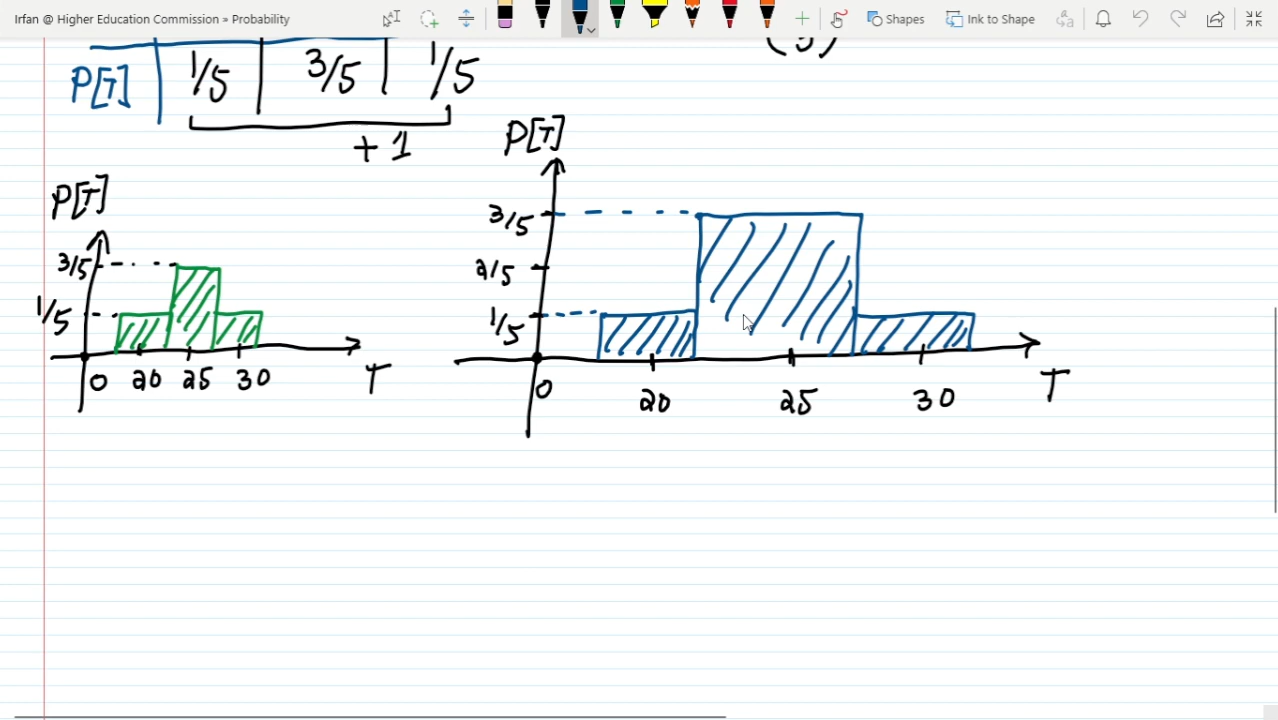 Irfan @ Higher Education Commission » Probability
Shapes
Ink to Shape
P[T] 1/5 3/5 1/5
+ 1
P[T]
3/5
1/5
0 20 25 30 T
P[T]
3/5
2/5
1/5
0 20 25 30 T